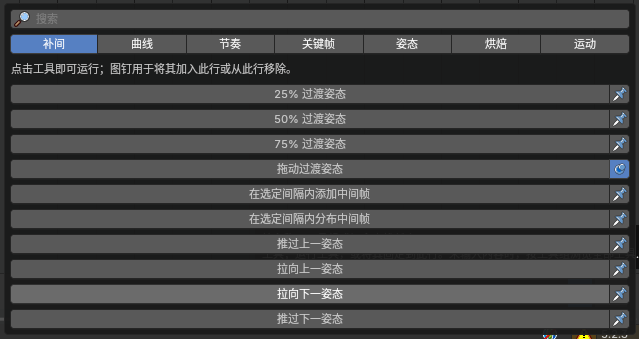 搜索
补间 曲线 节奏 关键帧 姿态 烘焙 运动
点击工具即可运行；图钉用于将其加入此行或从此行移除。
25% 过渡姿态
50% 过渡姿态
75% 过渡姿态
拖动过渡姿态
在选定间隔内添加中间帧
在选定间隔内分布中间帧
推过上一姿态
拉向上一姿态
拉向下一姿态
推过下一姿态